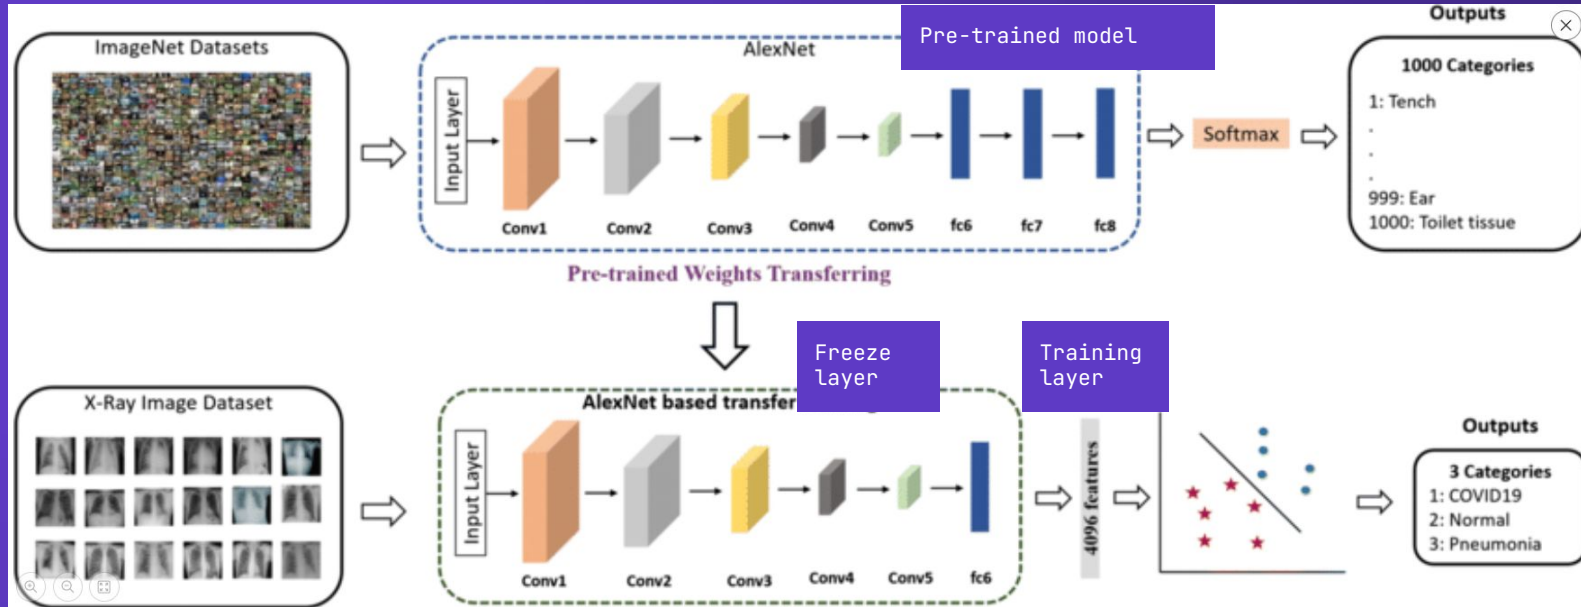 Outputs
ImageNet Datasets
AlexNet
Pre-trained model
1000 Categories
1: Tench
.
.
.
999: Ear
1000: Toilet tissue
Input Layer
Softmax
Conv1
Conv2
Conv3
Conv4
Conv5
fc6
fc7
fc8
Pre-trained Weights Transferring
Freeze
layer
Training
layer
X-Ray Image Dataset
AlexNet based transfer
Input Layer
4096 features
Outputs
3 Categories
1: COVID19
2: Normal
3: Pneumonia
Conv1
Conv2
Conv3
Conv4
Conv5
fc6